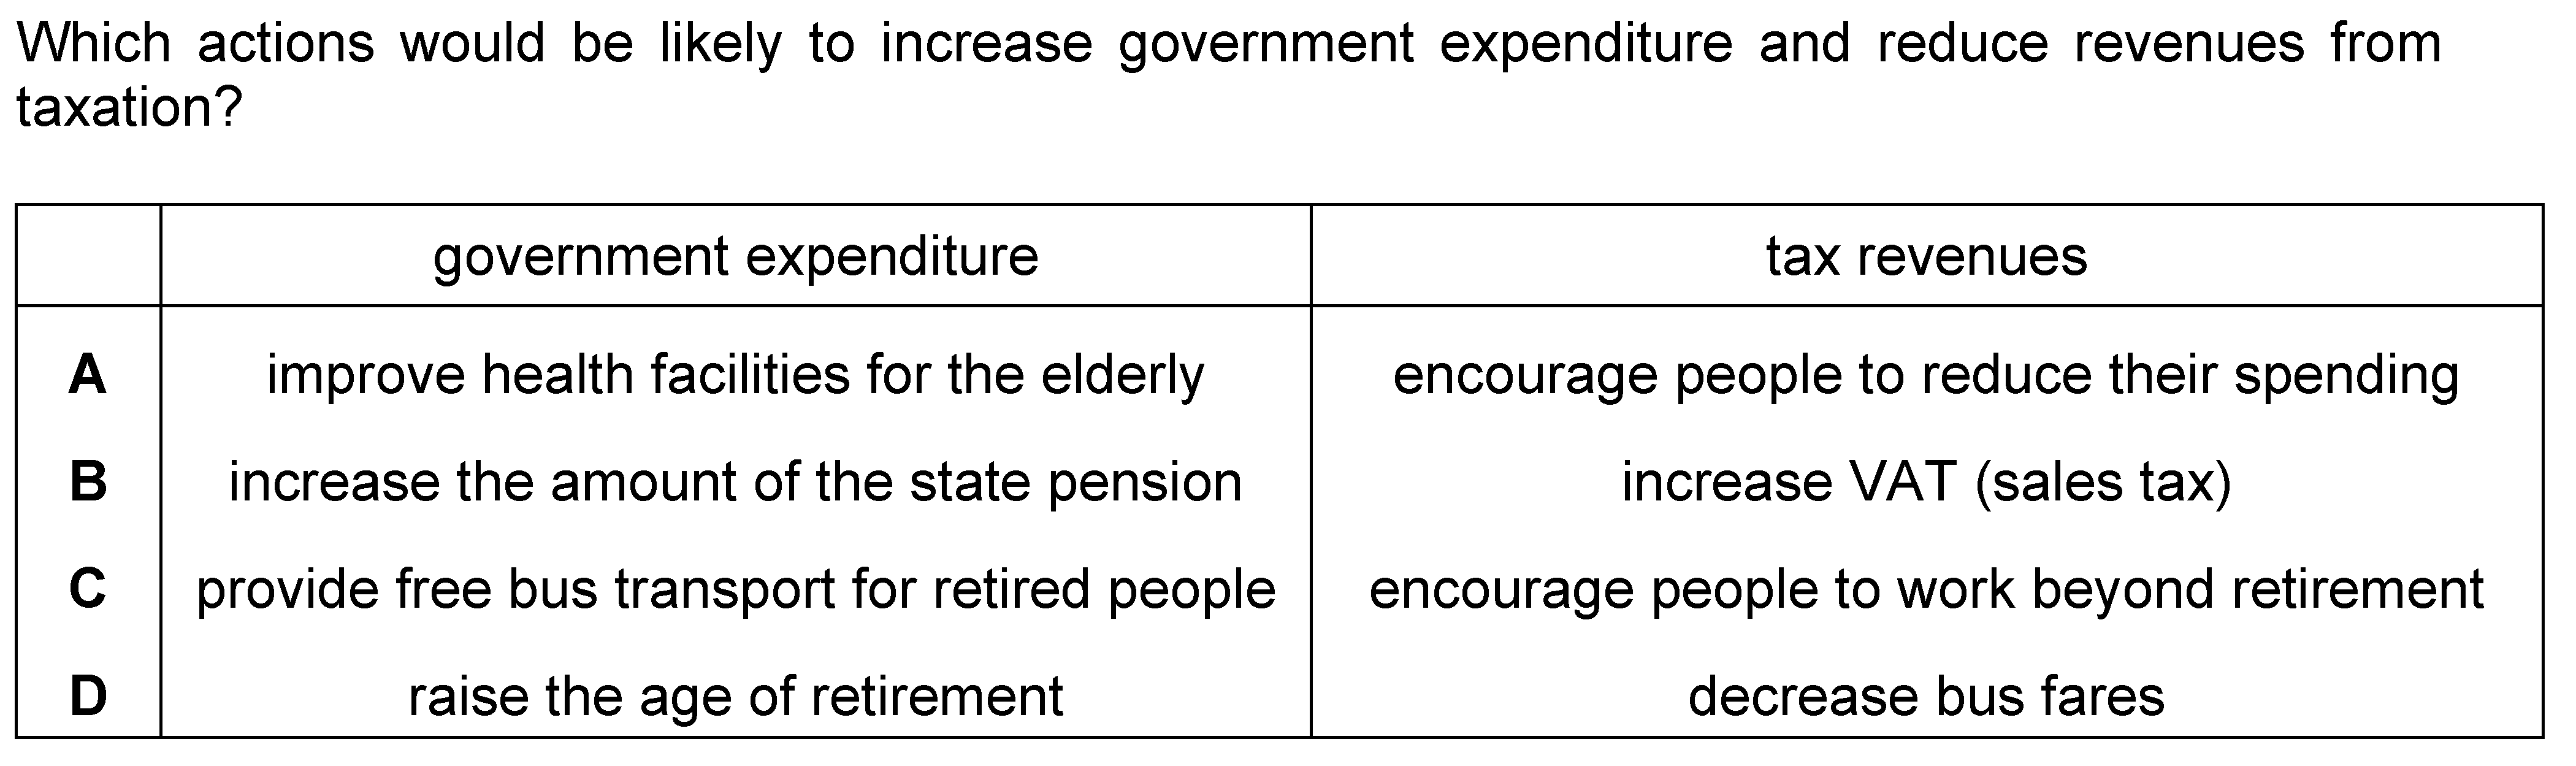 Which actions would be likely to increase government expenditure and reduce revenues from
taxation?
government expenditure tax revenues
A improve health facilities for the elderly encourage people to reduce their spending
B increase the amount of the state pension increase VAT (sales tax)
C provide free bus transport for retired people encourage people to work beyond retirement
D raise the age of retirement decrease bus fares